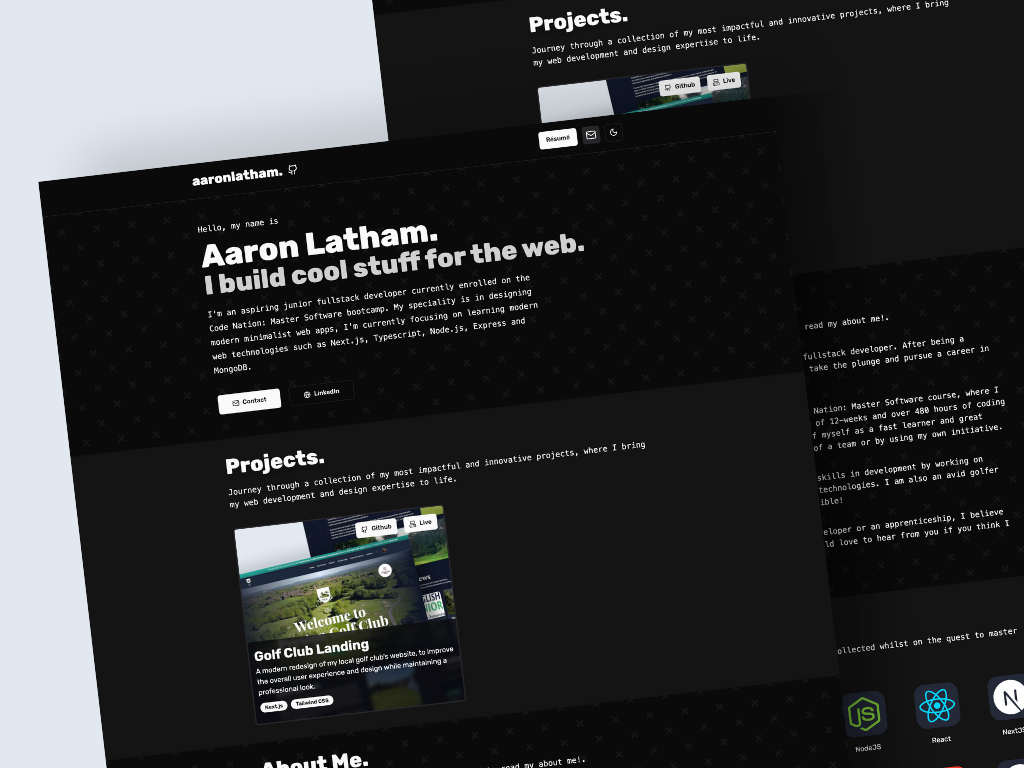 Projects.
Journey through a collection of my most impactful and innovative projects, where I bring
my web development and design expertise to life.
Github
Live
aaronlatham.
Résumé
Hello, my name is
Aaron Latham.
I build cool stuff for the web.
I'm an aspiring junior fullstack developer currently enrolled on the
Code Nation: Master Software bootcamp. My speciality is in designing
modern minimalist web apps, I'm currently focusing on learning modern
web technologies such as Next.js, Typescript, Node.js, Express and
MongoDB.
Contact
LinkedIn
Projects.
Journey through a collection of my most impactful and innovative projects, where I bring
my web development and design expertise to life.
Github
Live
Welcome to
Golf Club
Golf Club Landing
A modern redesign of my local golf club's website, to improve
the overall user experience and design while maintaining a
professional look.
Next.js
Tailwind CSS
About Me.
read my about me!.
read my about me!.
fullstack developer. After being a
take the plunge and pursue a career in
Nation: Master Software course, where I
of 12-weeks and over 480 hours of coding
myself as a fast learner and great
of a team or by using my own initiative.
skills in development by working on
technologies. I am also an avid golfer
or an apprenticeship, I believe
love to hear from you if you think I
whilst on the quest to master
NodeJS
React
NextJS